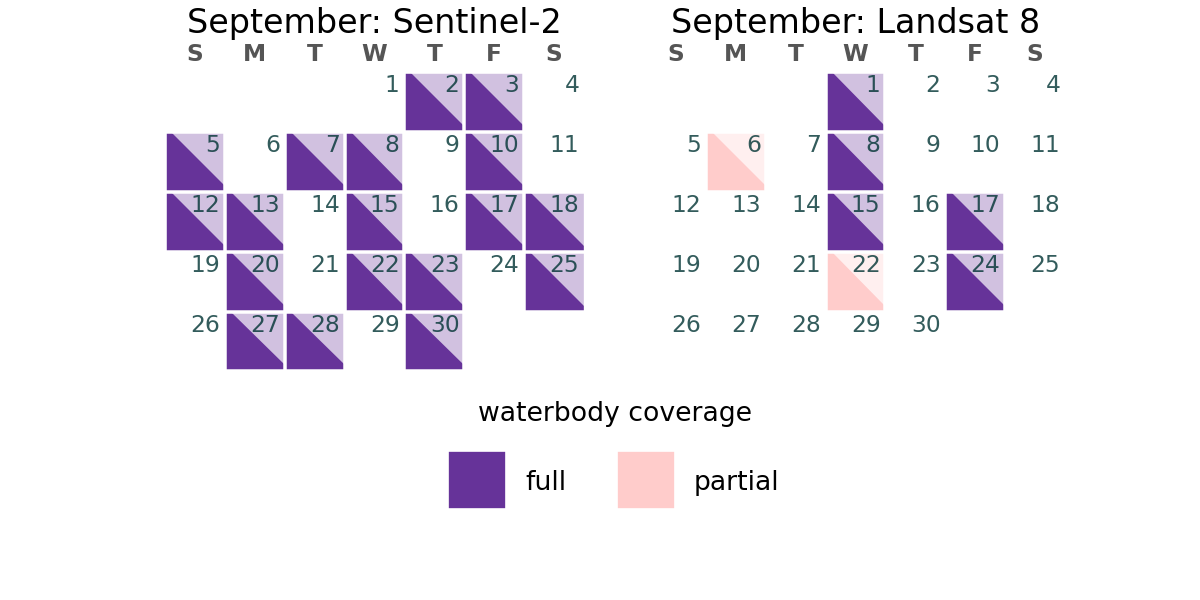 September: Sentinel-2
S M T W T F S
1 2 3 4
5 6 7 8 9 10 11
12 13 14 15 16 17 18
19 20 21 22 23 24 25
26 27 28 29 30
September: Landsat 8
S M T W T F S
1 2 3 4
5 6 7 8 9 10 11
12 13 14 15 16 17 18
19 20 21 22 23 24 25
26 27 28 29 30
waterbody coverage
full partial